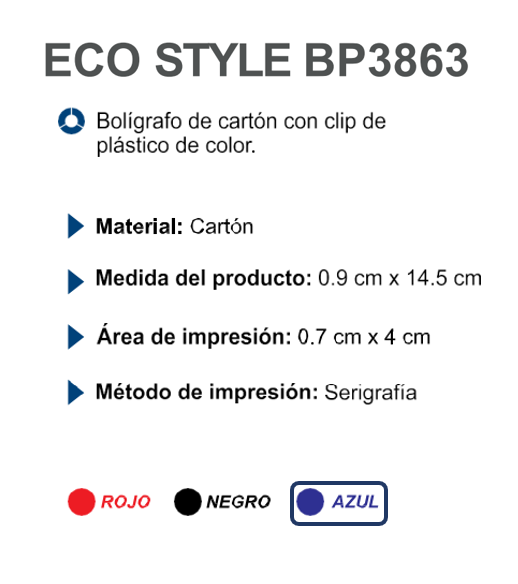 ECO STYLE BP3863
Bolígrafo de cartón con clip de
plástico de color.
Material: Cartón
Medida del producto: 0.9 cm x 14.5 cm
Área de impresión: 0.7 cm x 4 cm
Método de impresión: Serigrafía
ROJO NEGRO AZUL